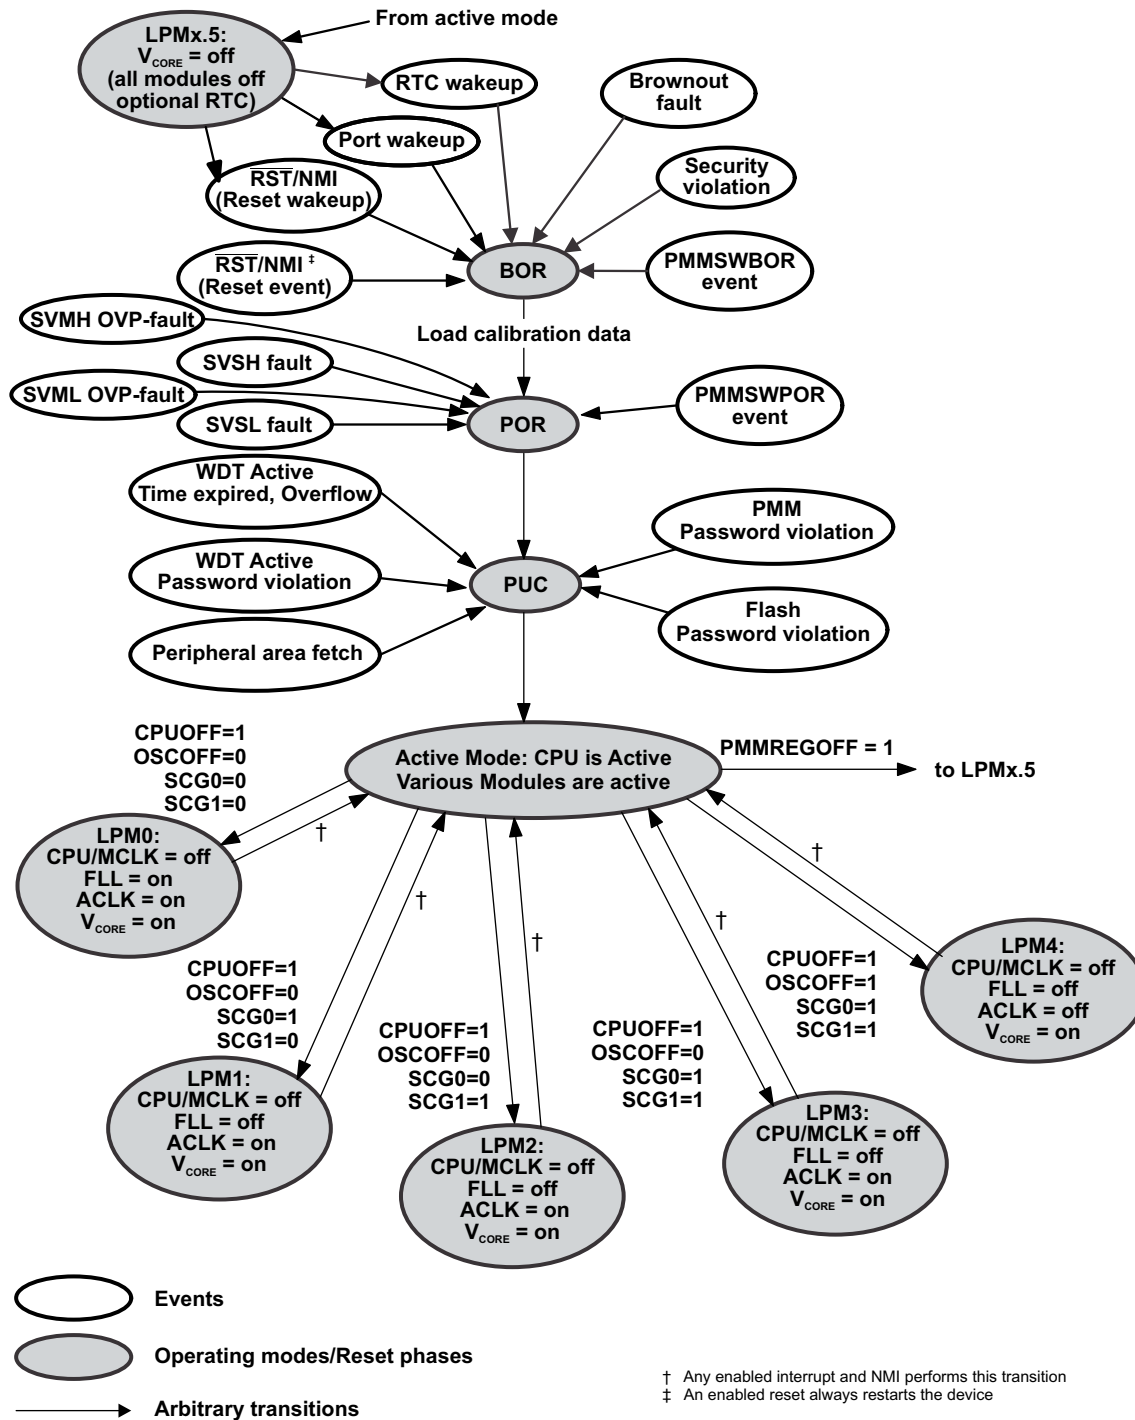 From active mode
LPMx.5:
VCORE = off
(all modules off
optional RTC)
RTC wakeup
Brownout
fault
Port wakeup
Security
violation
RST/NMI
(Reset wakeup)
BOR
PMMSWBOR
event
RST/NMI ‡
(Reset event)
SVMH OVP-fault
Load calibration data
SVSH fault
SVML OVP-fault
PMMSWPOR
event
POR
SVSL fault
WDT Active
Time expired, Overflow
PMM
Password violation
WDT Active
Password violation
PUC
Flash
Password violation
Peripheral area fetch
CPUOFF=1
OSCOFF=0
SCG0=0
SCG1=0
Active Mode: CPU is Active
Various Modules are active
PMMREGOFF = 1
to LPMx.5
†
†
†
†
†
LPM0:
CPU/MCLK = off
FLL = on
ACLK = on
VCORE = on
CPUOFF=1
OSCOFF=0
SCG0=1
SCG1=0
LPM1:
CPU/MCLK = off
FLL = off
ACLK = on
VCORE = on
CPUOFF=1
OSCOFF=0
SCG0=0
SCG1=1
LPM2:
CPU/MCLK = off
FLL = off
ACLK = on
VCORE = on
CPUOFF=1
OSCOFF=0
SCG0=1
SCG1=1
LPM3:
CPU/MCLK = off
FLL = off
ACLK = on
VCORE = on
CPUOFF=1
OSCOFF=1
SCG0=1
SCG1=1
LPM4:
CPU/MCLK = off
FLL = off
ACLK = off
VCORE = on
Events
Operating modes/Reset phases
Arbitrary transitions
† Any enabled interrupt and NMI performs this transition
‡ An enabled reset always restarts the device